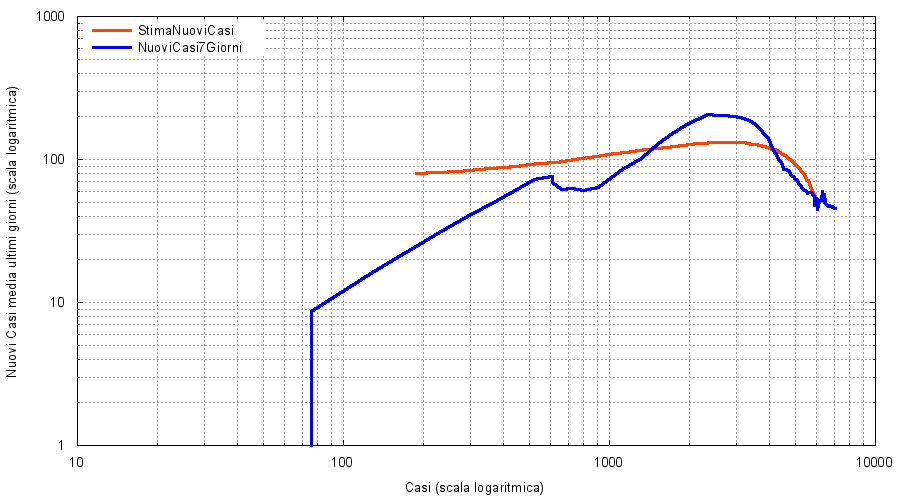 1000
StimaNuoviCasi
NuoviCasi7Giorni
100
10
1
Nuovi Casi media ultimi giorni (scala logaritmica)
10
100
1000
10000
Casi (scala logaritmica)